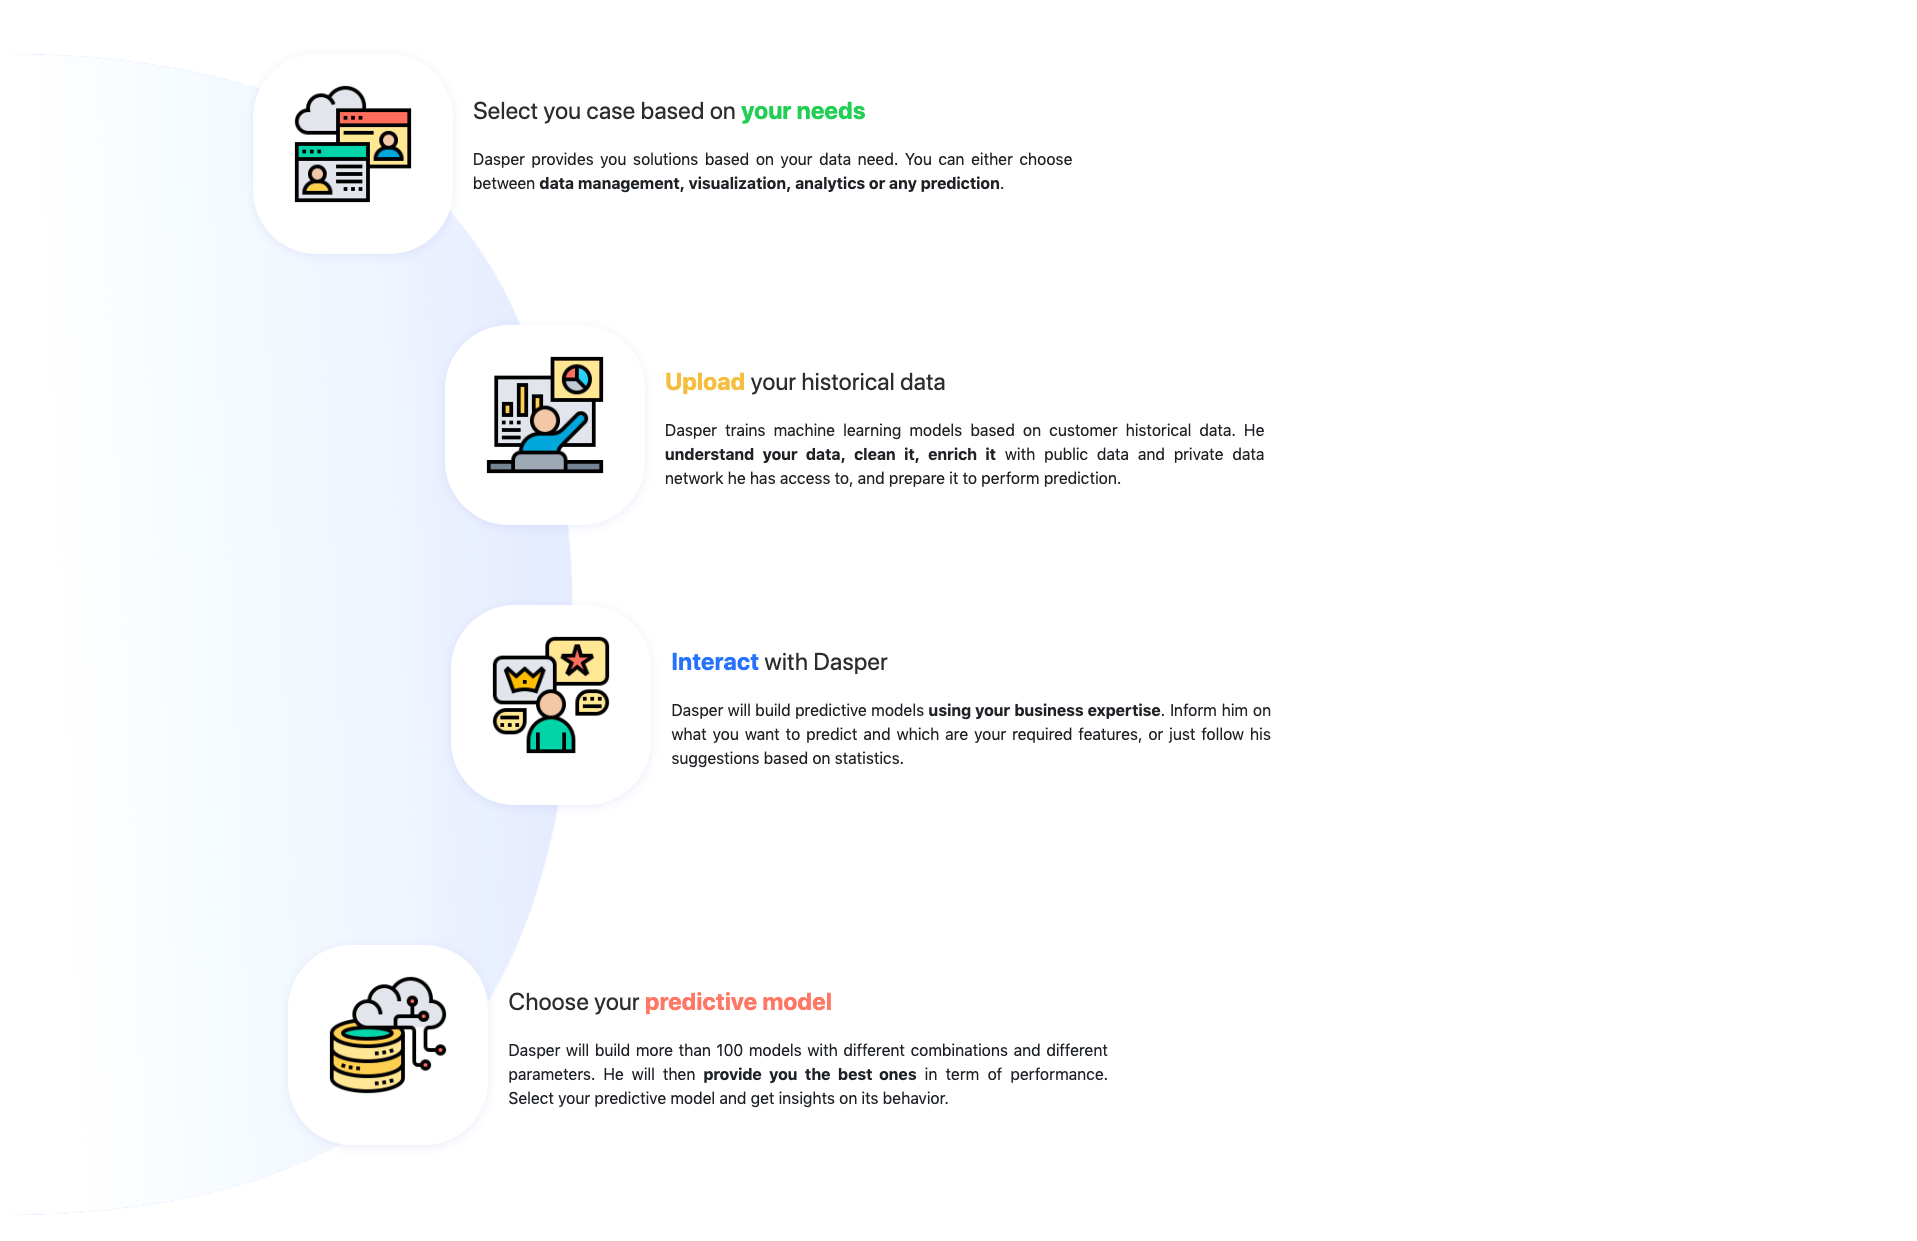 Select you case based on your needs
Dasper provides you solutions based on your data need. You can either choose
between data management, visualization, analytics or any prediction.
Upload your historical data
Dasper trains machine learning models based on customer historical data. He
understand your data, clean it, enrich it with public data and private data
network he has access to, and prepare it to perform prediction.
Interact with Dasper
Dasper will build predictive models using your business expertise. Inform him on
what you want to predict and which are your required features, or just follow his
suggestions based on statistics.
Choose your predictive model
Dasper will build more than 100 models with different combinations and different
parameters. He will then provide you the best ones in term of performance.
Select your predictive model and get insights on its behavior.